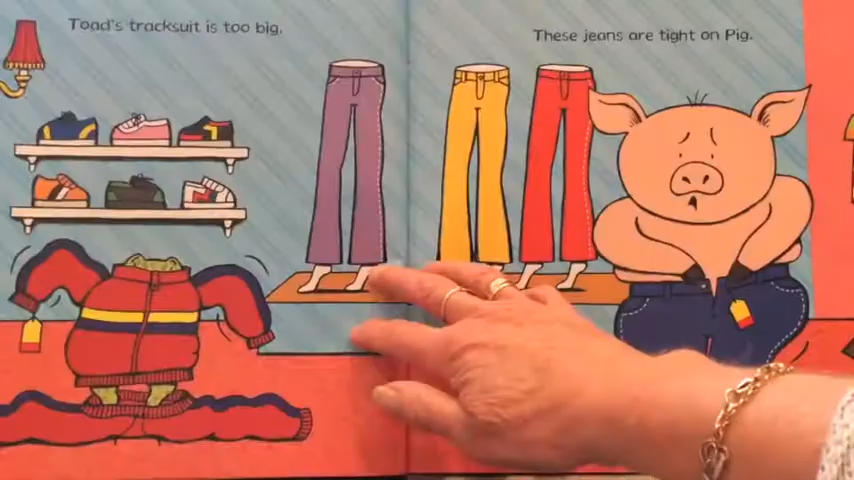 Toad's tracksuit is too big.
These jeans are tight on Pig.